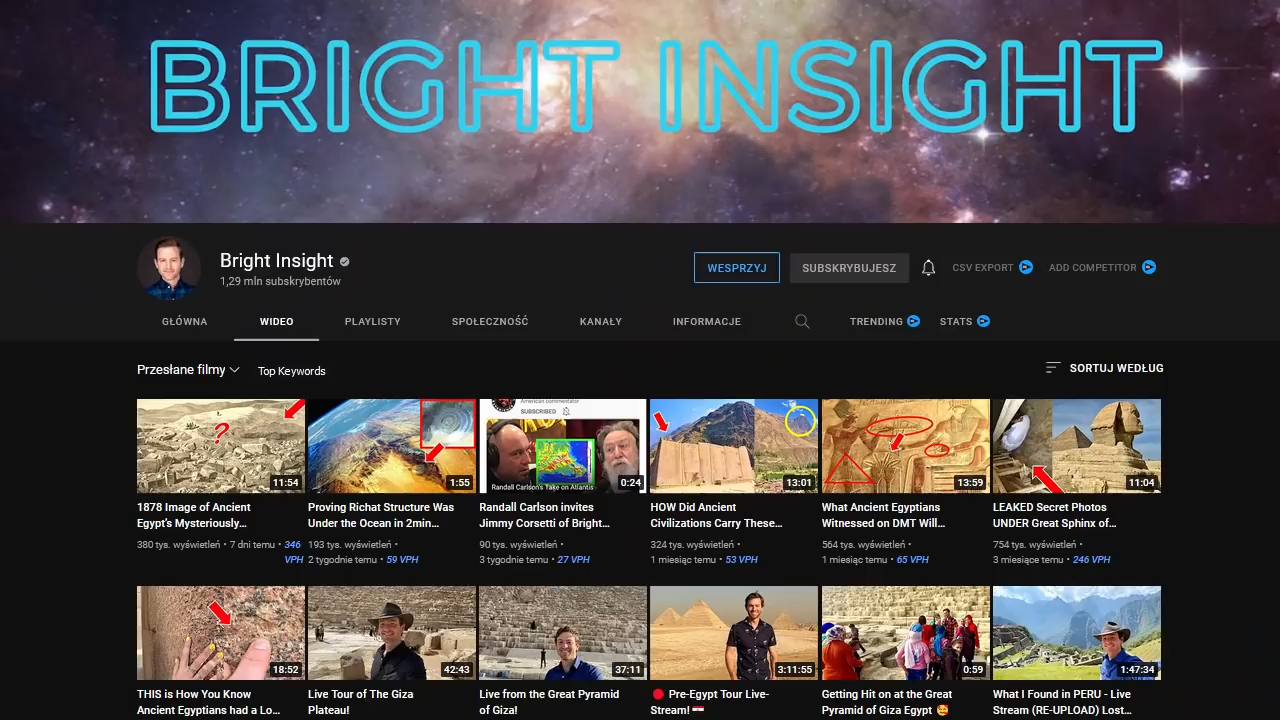 BRIGHT INSIGHT
Bright Insight
1,29 mln subskrybentów
WESPRZYJ
SUBSKRYBUJESZ
CSV EXPORT
ADD COMPETITOR
GŁÓWNA
WIDEO
PLAYLISTY
SPOŁECZNOŚĆ
KANAŁY
INFORMACJE
TRENDING
STATS
Przesłane filmy
Top Keywords
SORTUJ WEDŁUG
?
11:54
1878 Image of Ancient
Egypt's Mysteriously...
380 tys. wyświetleń • 7 dni temu • 346
VPH
1:55
Proving Richat Structure Was
Under the Ocean in 2min...
193 tys. wyświetleń •
2 tygodnie temu • 59 VPH
American commentator
SUBSCRIBED
Randall Carlson's Take on Atlantis
0:24
Randall Carlson invites
Jimmy Corsetti of Bright...
90 tys. wyświetleń •
3 tygodnie temu • 27 VPH
13:01
HOW Did Ancient
Civilizations Carry These...
324 tys. wyświetleń •
1 miesiąc temu • 53 VPH
13:59
What Ancient Egyptians
Witnessed on DMT Will...
564 tys. wyświetleń •
1 miesiąc temu • 65 VPH
11:04
LEAKED Secret Photos
UNDER Great Sphinx of...
754 tys. wyświetleń •
3 miesiące temu • 246 VPH
18:52
THIS is How You Know
Ancient Egyptians had a Lo...
42:43
Live Tour of The Giza
Plateau!
37:11
Live from the Great Pyramid
of Giza!
3:11:55
🔴 Pre-Egypt Tour Live-
Stream! 🇪🇬
0:59
Getting Hit on at the Great
Pyramid of Giza Egypt 🥰
1:47:34
What I Found in PERU - Live
Stream (RE-UPLOAD) Lost...